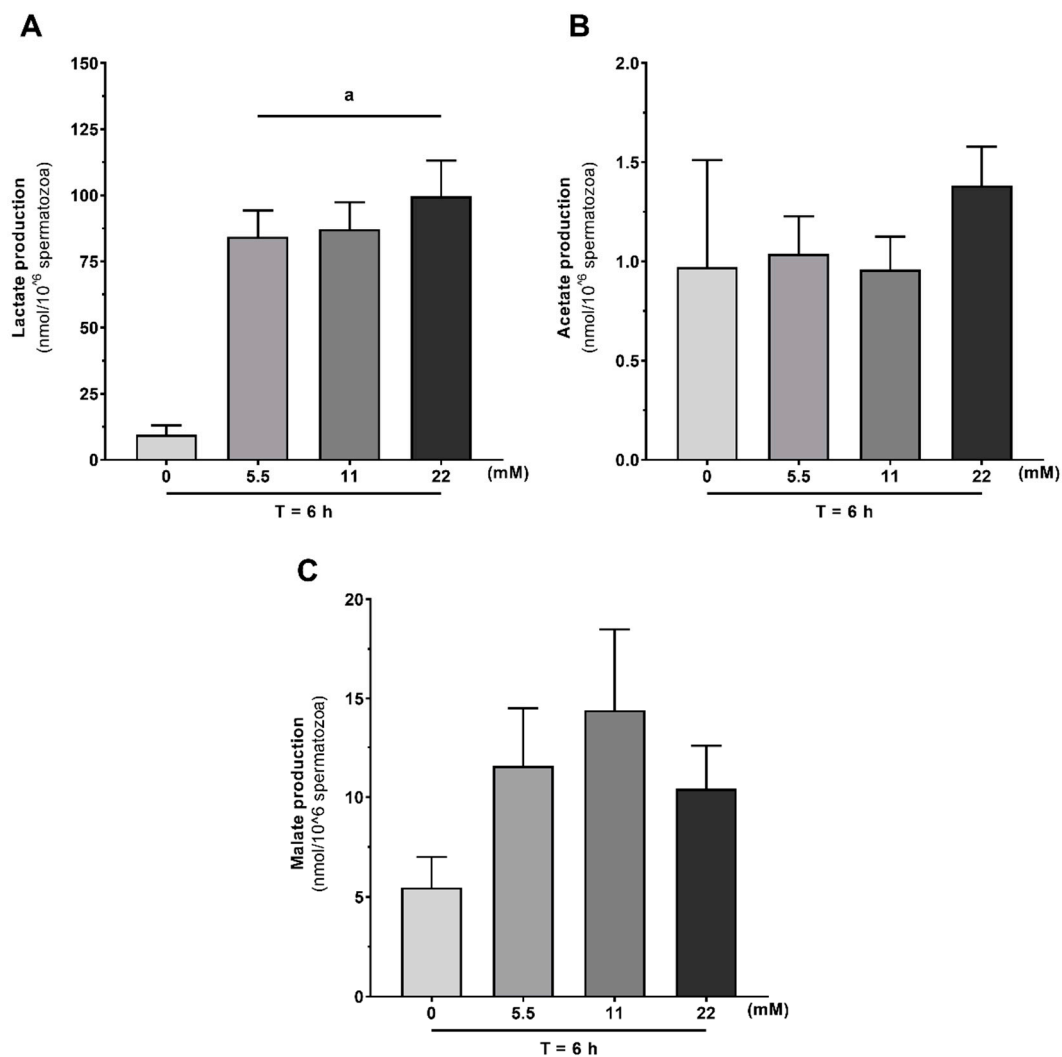 A
Lactate production
(nmol/10^6 spermatozoa)
150
125
100
75
50
25
0
a
0 5.5 11 22 (mM)
T = 6 h
B
Acetate production
(nmol/10^6 spermatozoa)
2.0
1.5
1.0
0.5
0.0
0 5.5 11 22 (mM)
T = 6 h
C
Malate production
(nmol/10^6 spermatozoa)
20
15
10
5
0
0 5.5 11 22 (mM)
T = 6 h